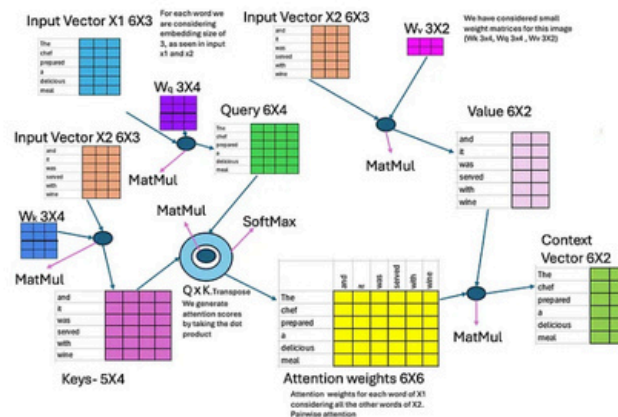 Input Vector X1 6X3
The
chef
prepared
a
delicious
meal
For each word we
are considering
embedding size of
3, as seen in input
x1 and x2
Wq 3X4
MatMul
Query 6X4
The
chef
prepared
a
delicious
meal
Input Vector X2 6X3
and
it
was
served
with
wine
Wv 3X2
We have considered small
weight matrices for this image
(Wk 3x4, Wq 3x4 , Wv 3X2)
MatMul
Value 6X2
and
it
was
served
with
wine
Input Vector X2 6X3
and
it
was
served
with
wine
Wk 3X4
MatMul
and
it
was
served
with
wine
Keys- 5X4
MatMul
SoftMax
Q x K.Transpose
We generate
attention scores
by taking the dot
product
and
it
was
served
with
wine
The
chef
prepared
a
delicious
meal
Attention weights 6X6
Attention weights for each word of X1
considering all the other words of X2.
Pairwise attention
MatMul
Context
Vector 6X2
The
chef
prepared
a
delicious
meal